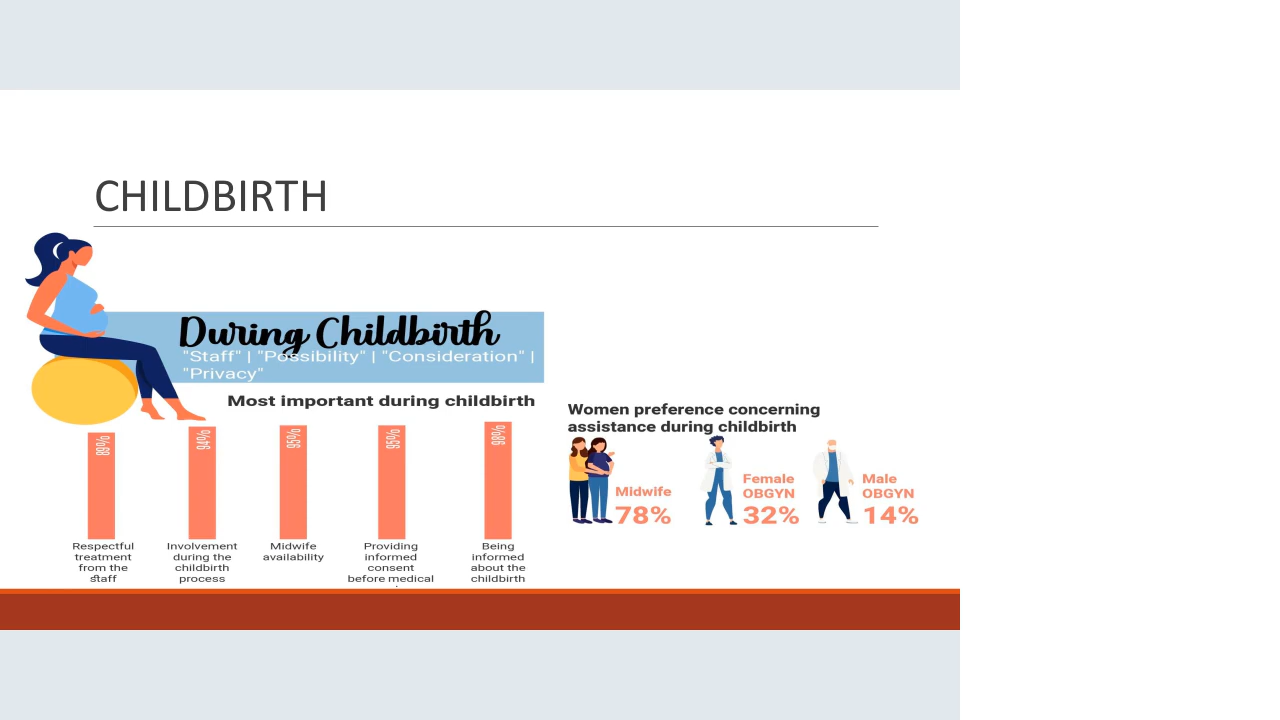 CHILDBIRTH
During Childbirth
"Staff" | "Possibility" | "Consideration" |
"Privacy"
Most important during childbirth
89%
94%
95%
95%
98%
Respectful
treatment
from the
staff
Involvement
during the
childbirth
process
Midwife
availability
Providing
informed
consent
before medical
Being
informed
about the
childbirth
Women preference concerning
assistance during childbirth
Midwife
78%
Female
OBGYN
32%
Male
OBGYN
14%